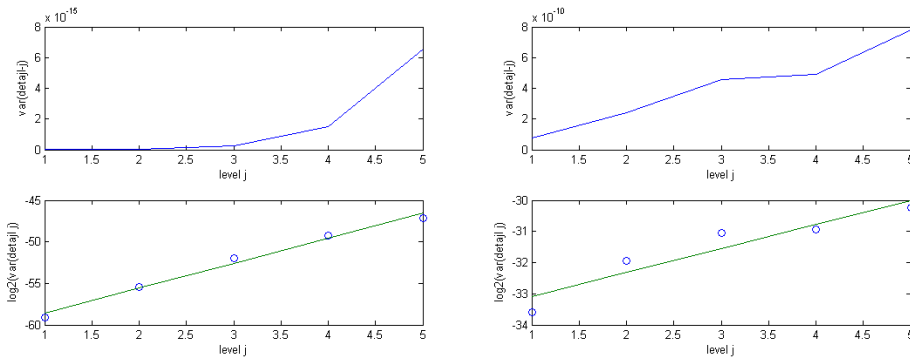 x 10^-15
8
6
4
2
0
var(detajl-j)
1 1.5 2 2.5 3 3.5 4 4.5 5
level j
x 10^-10
8
6
4
2
0
var(detajl-j)
1 1.5 2 2.5 3 3.5 4 4.5 5
level j
-45
-50
-55
-60
log2(var(detajl j)
1 1.5 2 2.5 3 3.5 4 4.5 5
level j
-30
-31
-32
-33
-34
log2(var(detajl j)
1 1.5 2 2.5 3 3.5 4 4.5 5
level j